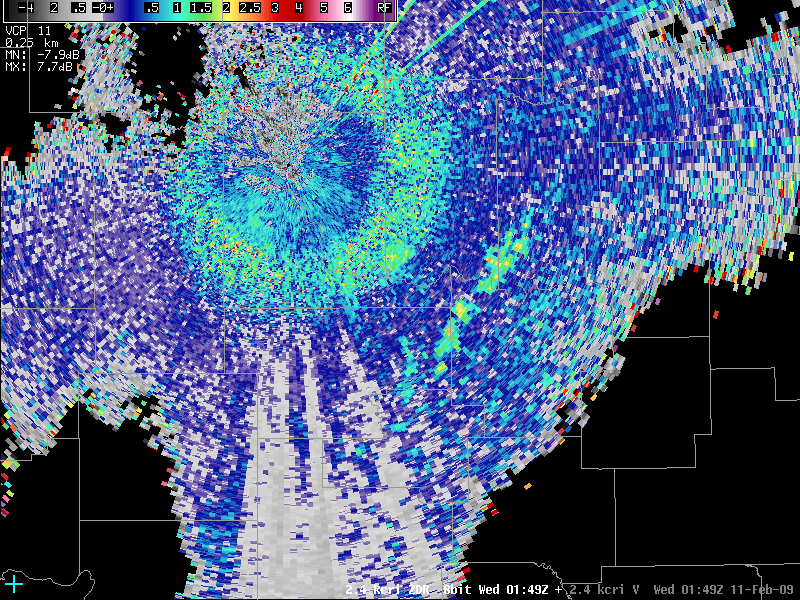 -4 2 .5 -0+ .5 1 1.5 2 2.5 3 4 5 6 RF
VCP 11
0.25 km
MN: -7.9dB
MX: 7.7dB
2.4 kcri ZDR 8bit Wed 01:49Z + 2.4 kcri V Wed 01:49Z 11-Feb-09